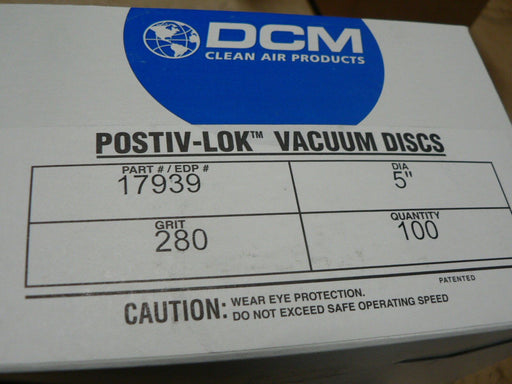 DCM
CLEAN AIR PRODUCTS
POSTIV-LOK™ VACUUM DISCS
PART # / EDP #
17939
DIA
5"
GRIT
280
QUANTITY
100
PATENTED
CAUTION: WEAR EYE PROTECTION.
DO NOT EXCEED SAFE OPERATING SPEED